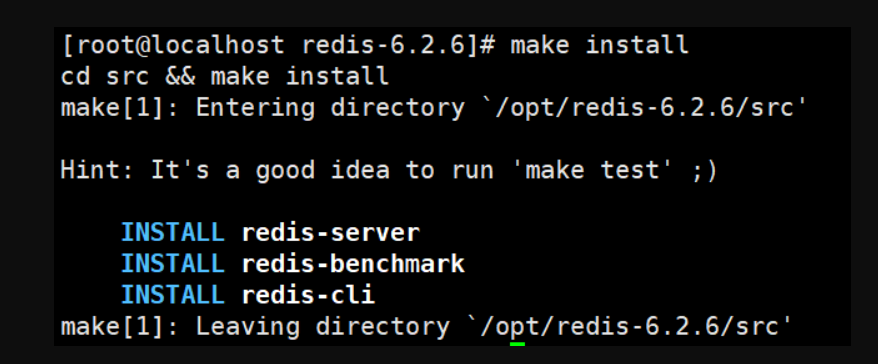 [root@localhost redis-6.2.6]# make install
cd src && make install
make[1]: Entering directory `/opt/redis-6.2.6/src'
Hint: It's a good idea to run 'make test' ;)
INSTALL redis-server
INSTALL redis-benchmark
INSTALL redis-cli
make[1]: Leaving directory `/opt/redis-6.2.6/src'